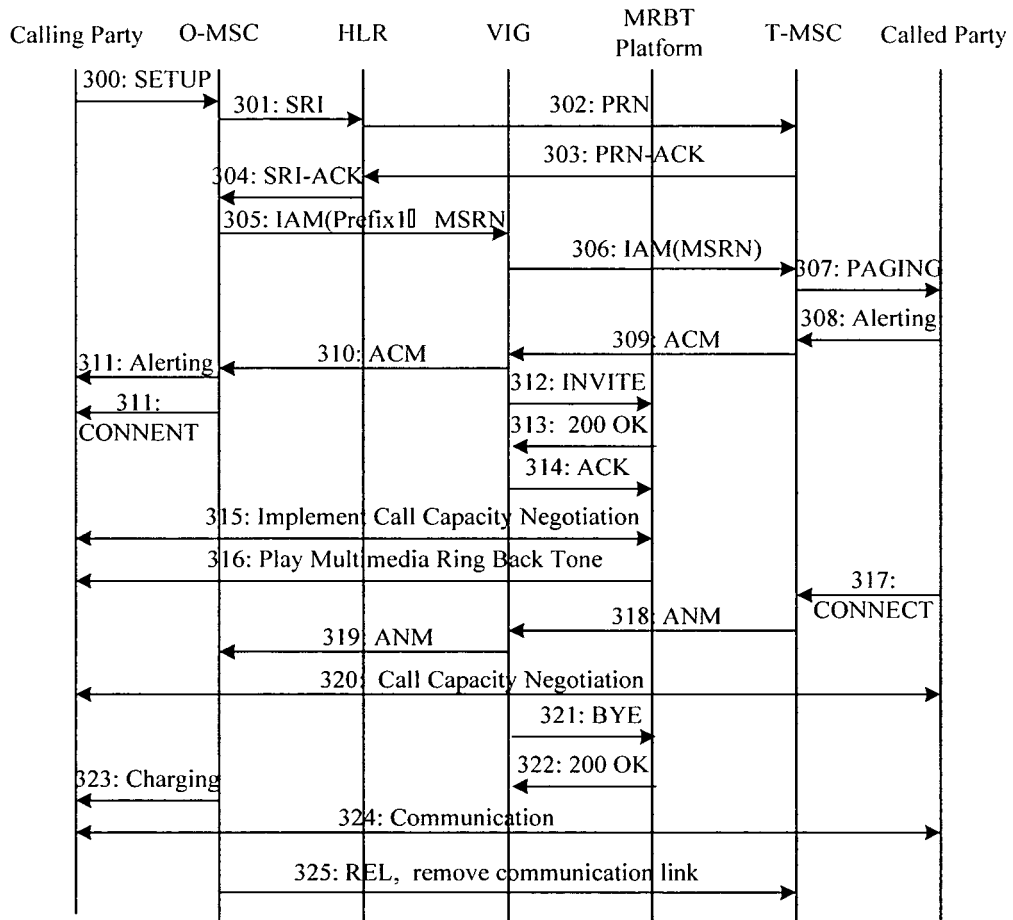 Calling Party
O-MSC
HLR
VIG
MRBT
Platform
T-MSC
Called Party
300: SETUP
301: SRI
302: PRN
303: PRN-ACK
304: SRI-ACK
305: IAM(Prefix1▯ MSRN
306: IAM(MSRN)
307: PAGING
308: Alerting
309: ACM
310: ACM
311: Alerting
312: INVITE
311:
CONNENT
313: 200 OK
314: ACK
315: Implement Call Capacity Negotiation
316: Play Multimedia Ring Back Tone
317:
CONNECT
318: ANM
319: ANM
320: Call Capacity Negotiation
321: BYE
322: 200 OK
323: Charging
324: Communication
325: REL, remove communication link